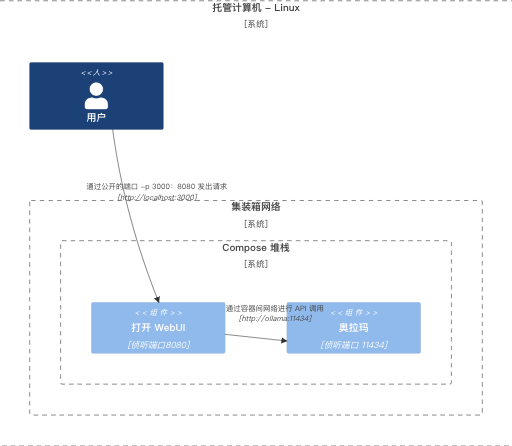 托管计算机 – Linux
[系统]
<<人>>
用户
通过公开的端口 –p 3000：8080 发出请求
[http://localhost:3000]
集装箱网络
[系统]
Compose 堆栈
[系统]
<<组件>>
打开 WebUI
[侦听端口8080]
通过容器间网络进行 API 调用
[http://ollama:11434]
<<组件>>
奥拉玛
[侦听端口 11434]